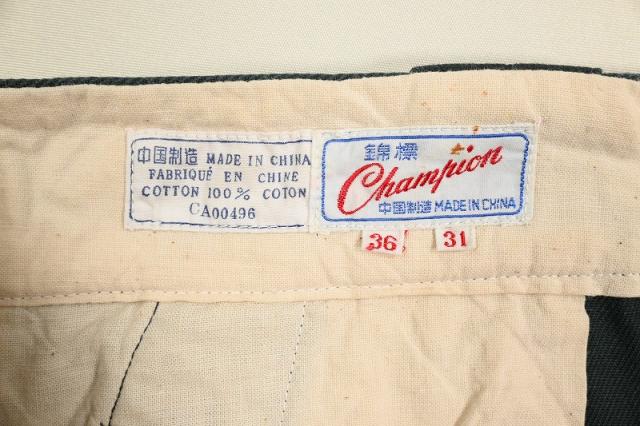 中国制造 MADE IN CHINA
FABRIQUÉ EN CHINE
COTTON 100% COTON
CA00496
錦標
Champion
中国制造 MADE IN CHINA
36
31